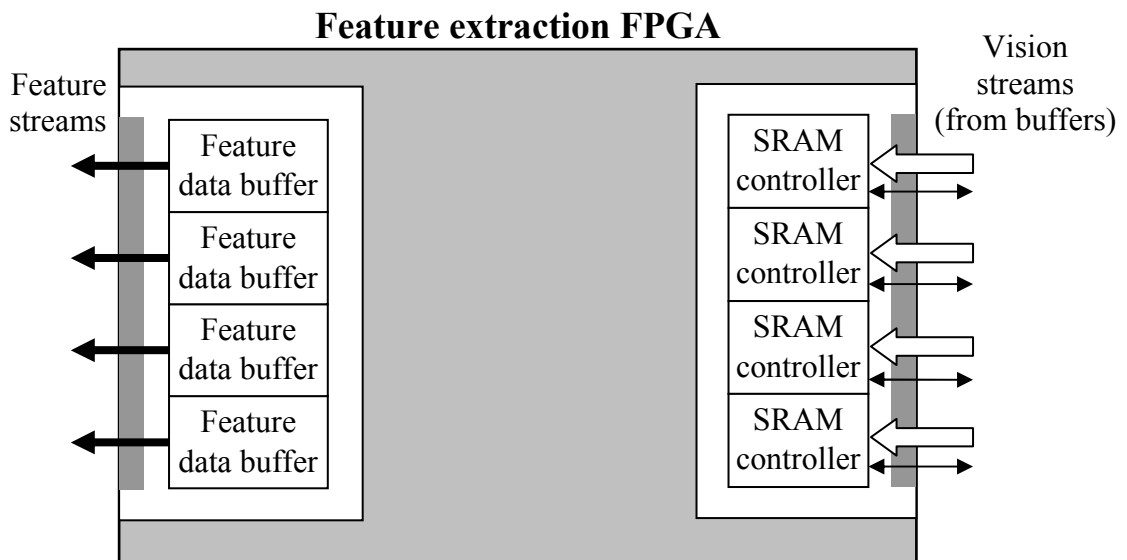 Feature extraction FPGA
Feature
streams
Vision
streams
(from buffers)
Feature
data buffer
Feature
data buffer
Feature
data buffer
Feature
data buffer
SRAM
controller
SRAM
controller
SRAM
controller
SRAM
controller